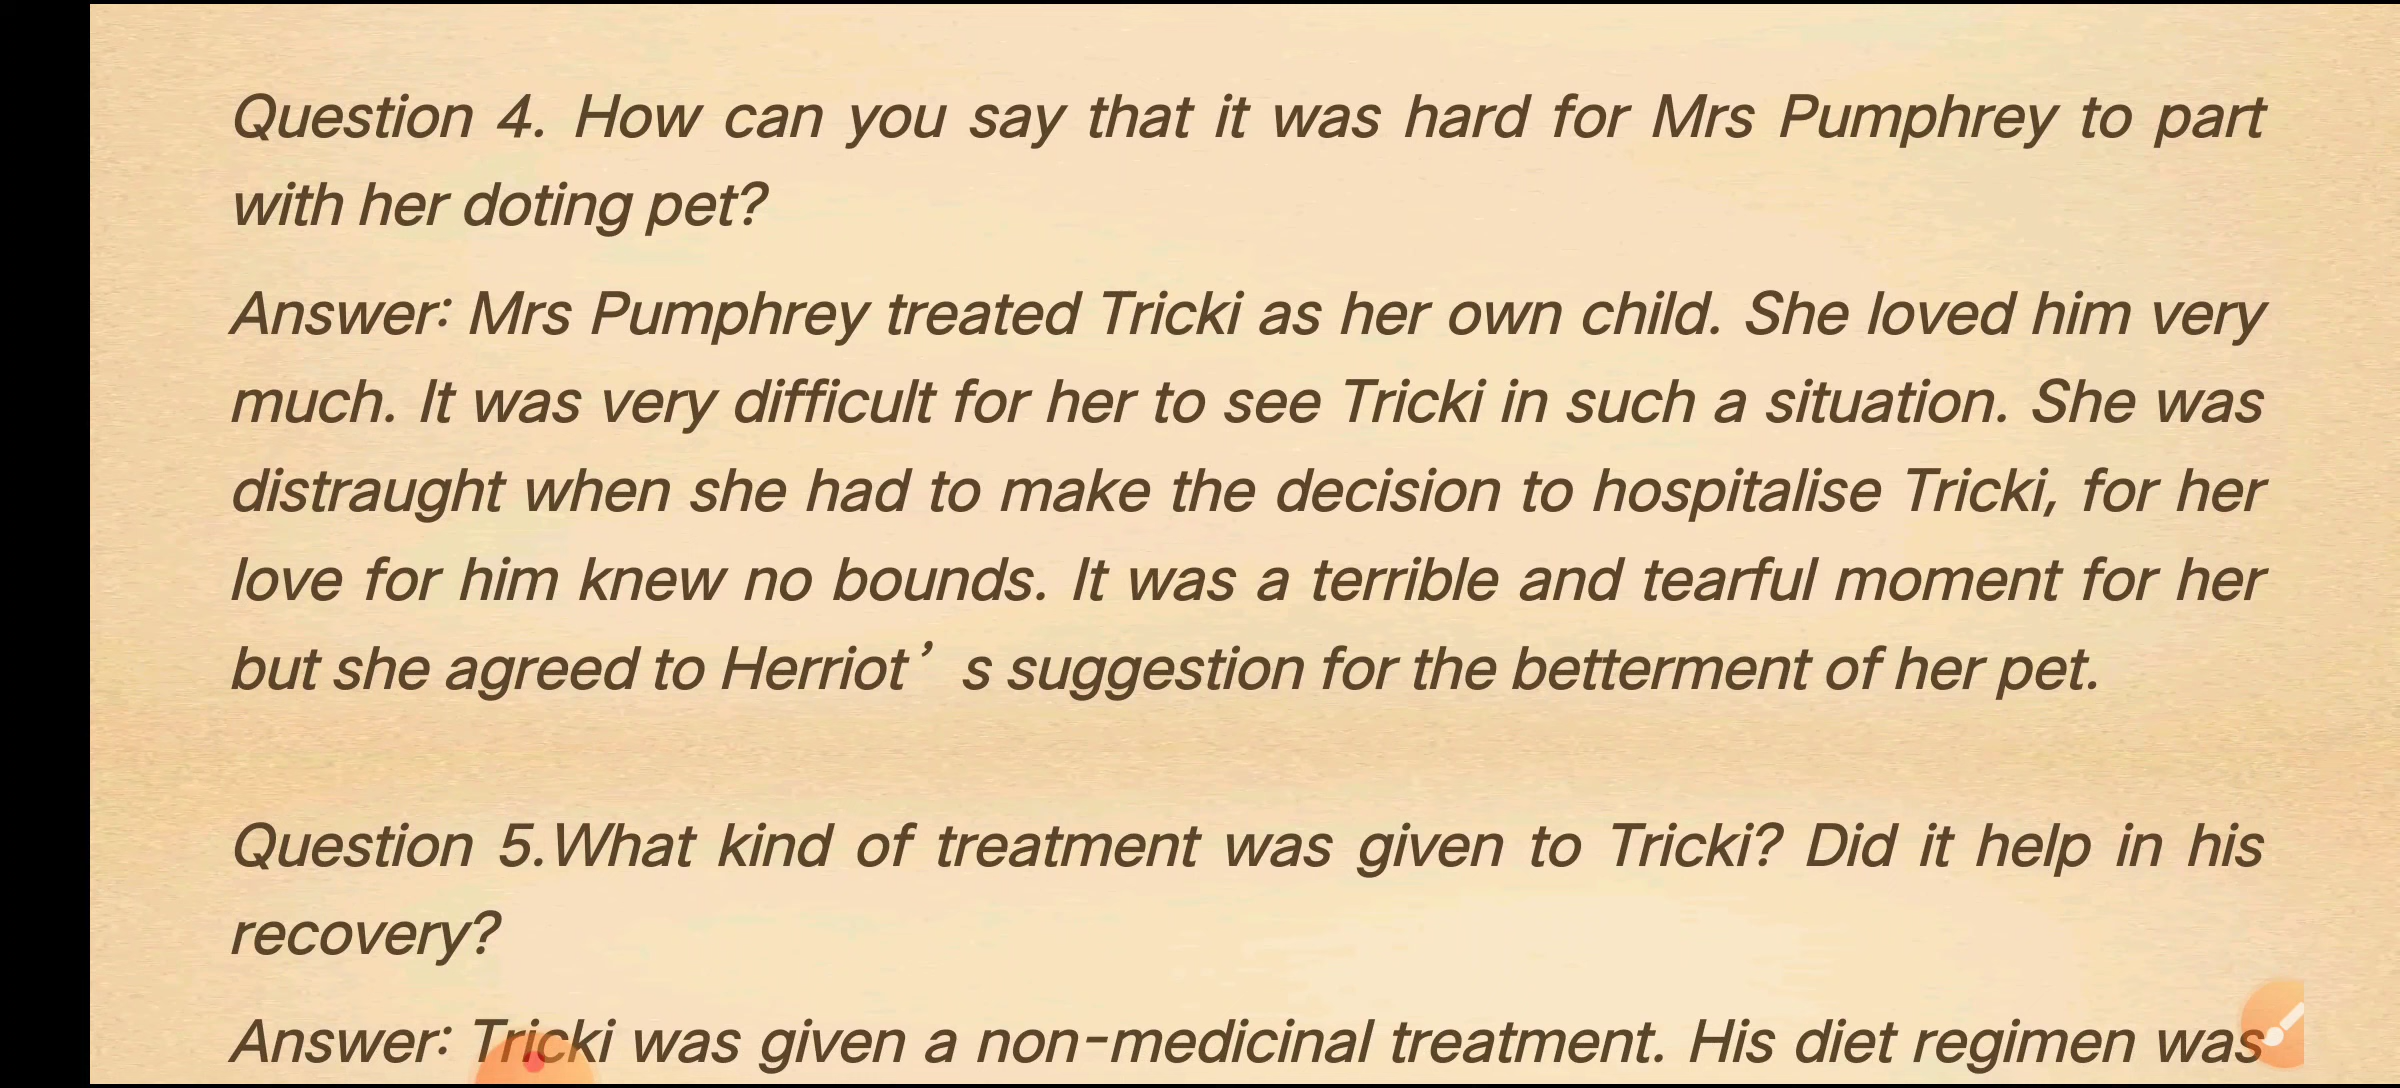 Question 4. How can you say that it was hard for Mrs Pumphrey to part
with her doting pet?
Answer: Mrs Pumphrey treated Tricki as her own child. She loved him very
much. It was very difficult for her to see Tricki in such a situation. She was
distraught when she had to make the decision to hospitalise Tricki, for her
love for him knew no bounds. It was a terrible and tearful moment for her
but she agreed to Herriot’ s suggestion for the betterment of her pet.
Question 5.What kind of treatment was given to Tricki? Did it help in his
recovery?
Answer: Tricki was given a non-medicinal treatment. His diet regimen was